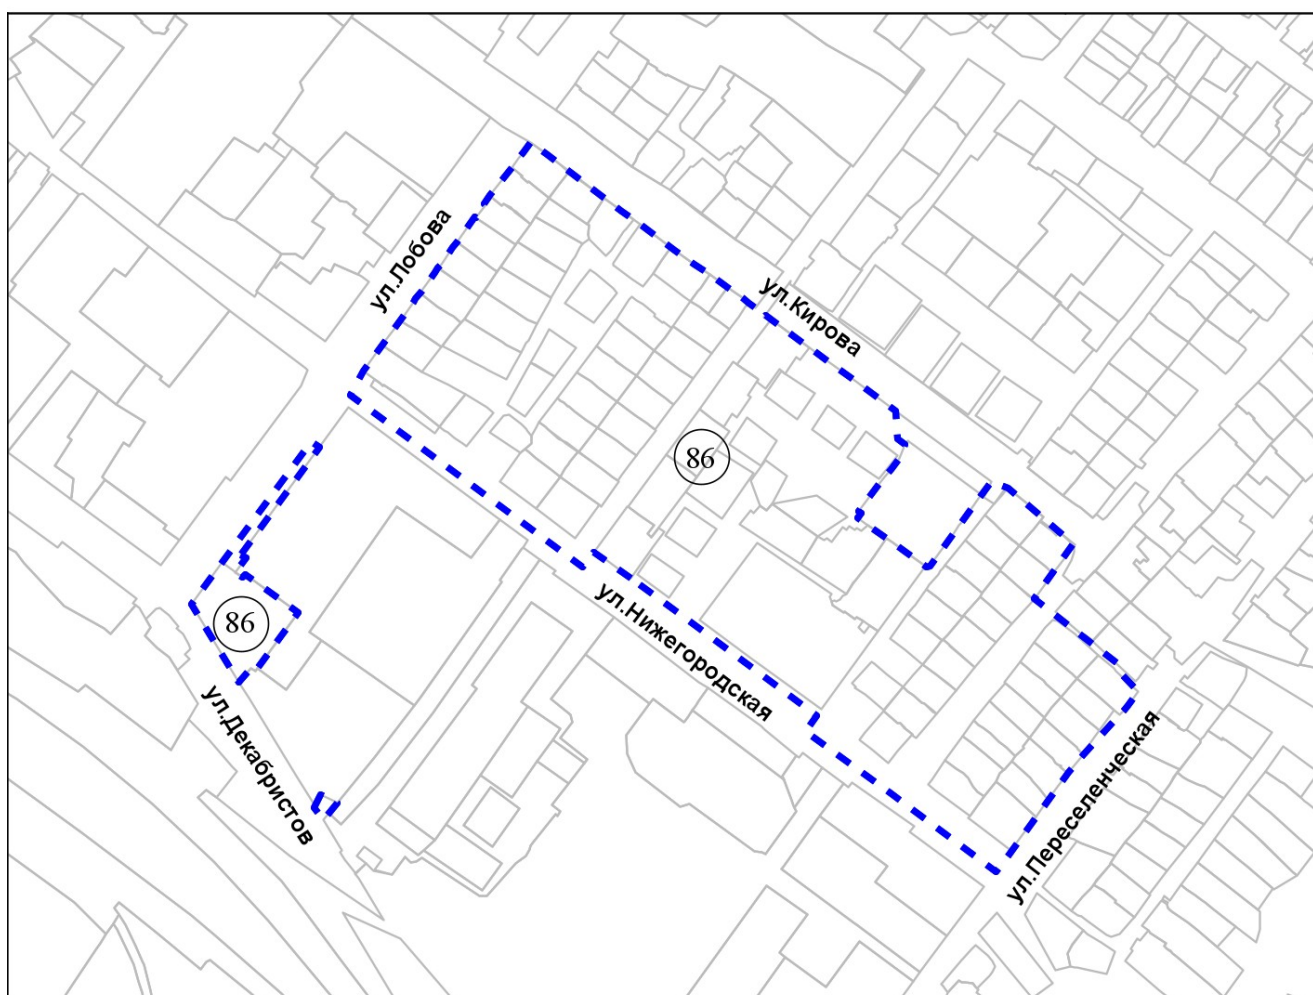 ул.Лобова
ул.Кирова
86
ул.Нижегородская
86
ул.Декабристов
ул.Переселенческая